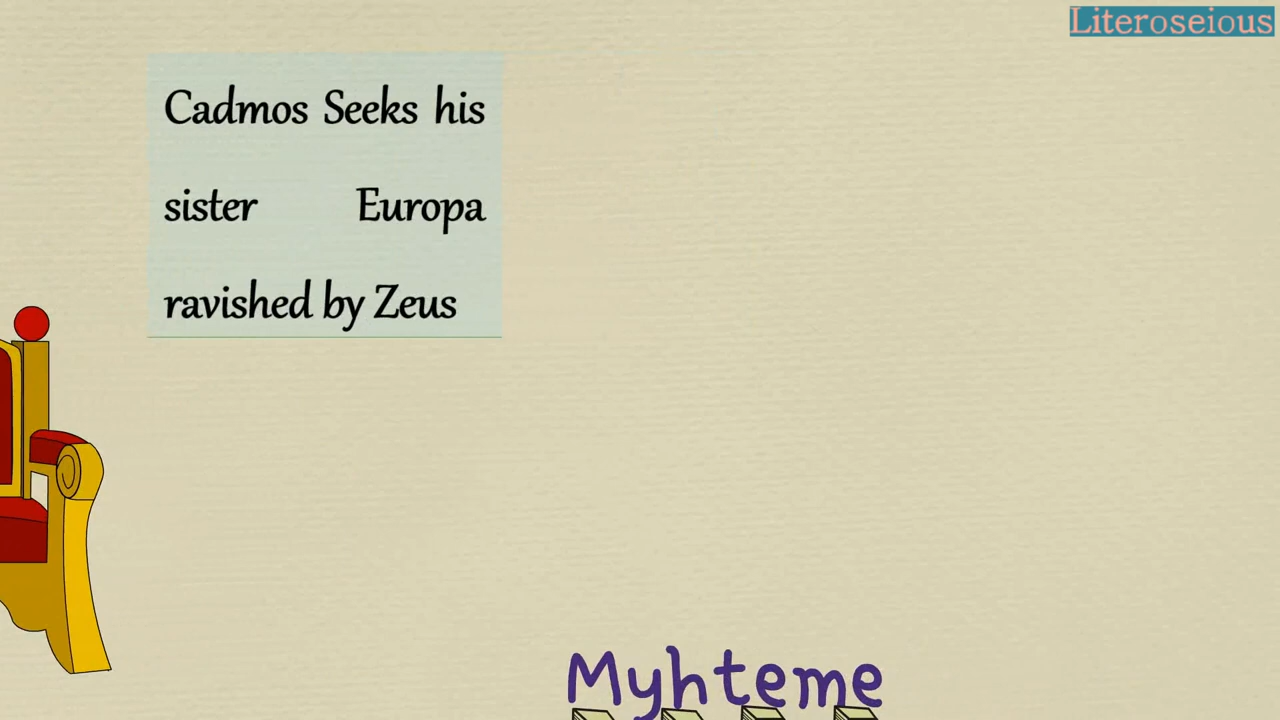 Literoseious
Cadmos Seeks his
sister Europa
ravished by Zeus
Myhteme